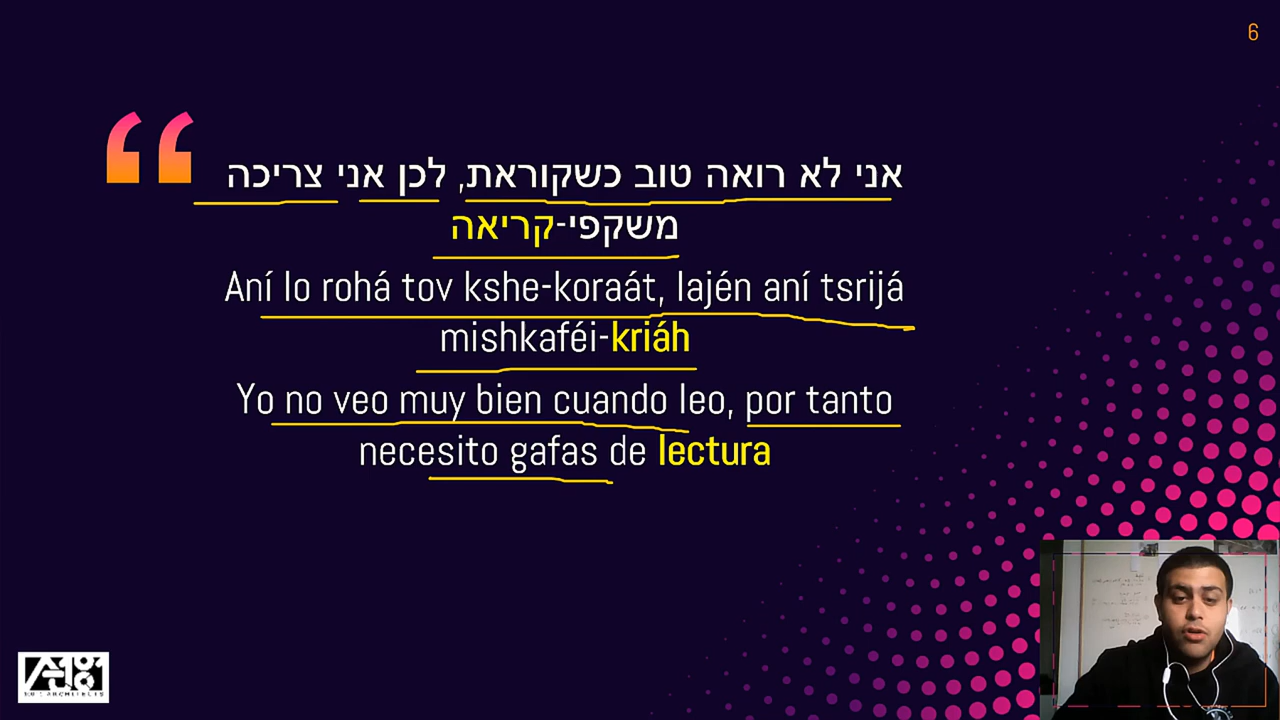 6
אני לא רואה טוב כשקוראת, לכן אני צריכה
משקפי-קריאה
Aní lo rohá tov kshe-koraát, lajén aní tsrijá
mishkaféi-kriáh
Yo no veo muy bien cuando leo, por tanto
necesito gafas de lectura